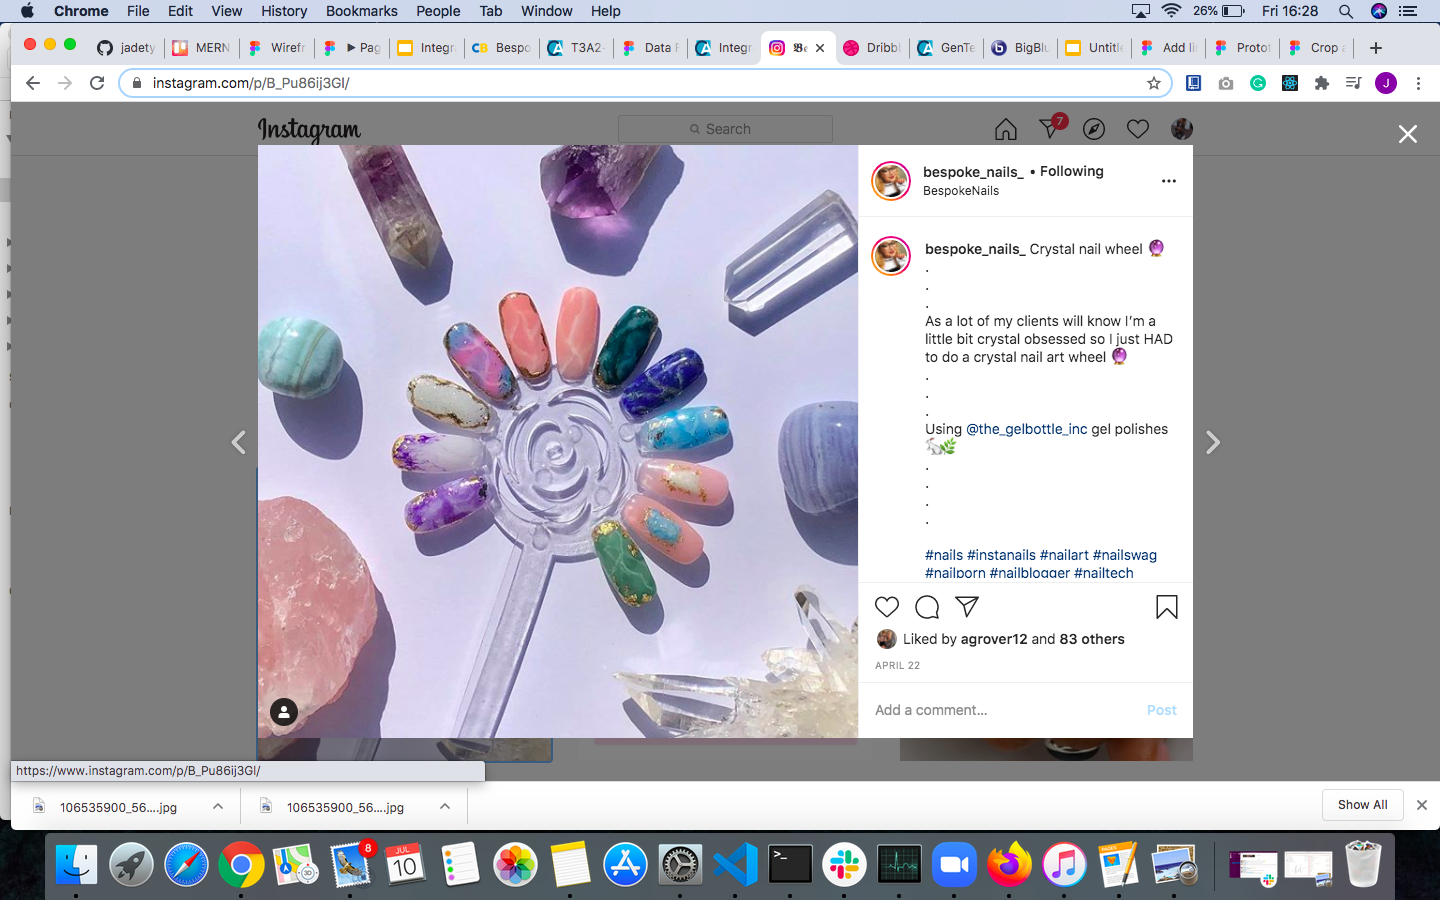 Chrome File Edit View History Bookmarks People Tab Window Help
26% Fri 16:28
jadety MERN Wirefr Pag Integr Bespo T3A2- Data F Integr Be Dribbl GenTe BigBlu Untitle Add lin Protot Crop a
instagram.com/p/B_Pu86ij3GI/
J
Instagram
Search
7
bespoke_nails_ • Following
BespokeNails
bespoke_nails_ Crystal nail wheel 🔮
.
.
.
As a lot of my clients will know I'm a
little bit crystal obsessed so I just HAD
to do a crystal nail art wheel 🔮
.
.
.
Using @the_gelbottle_inc gel polishes
🐇🌿
.
.
.
.
#nails #instanails #nailart #nailswag
#nailporn #nailblogger #nailtech
Liked by agrover12 and 83 others
APRIL 22
Add a comment...
Post
https://www.instagram.com/p/B_Pu86ij3GI/
106535900_56....jpg
106535900_56....jpg
Show All
8
JUL
10
3D
>_
PAGES